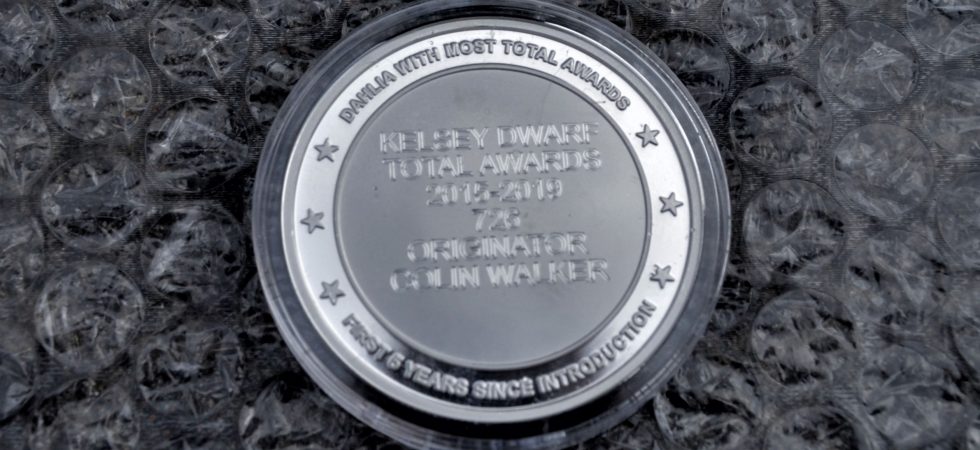 DAHLIA WITH MOST TOTAL AWARDS
KELSEY DWARF
TOTAL AWARDS
2015-2019
726
ORIGINATOR
COLIN WALKER
FIRST 5 YEARS SINCE INTRODUCTION